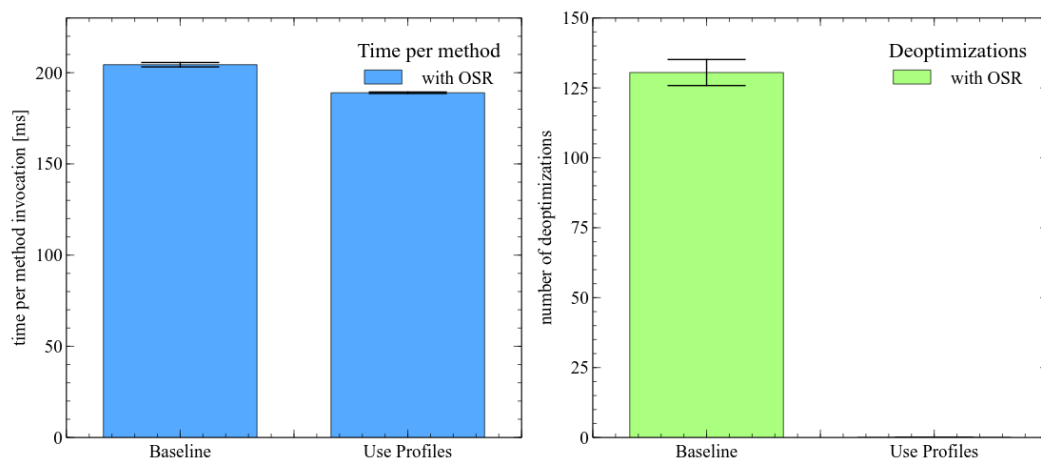 time per method invocation [ms]
200
150
100
50
0
Time per method
with OSR
Baseline
Use Profiles
number of deoptimizations
150
125
100
75
50
25
0
Deoptimizations
with OSR
Baseline
Use Profiles